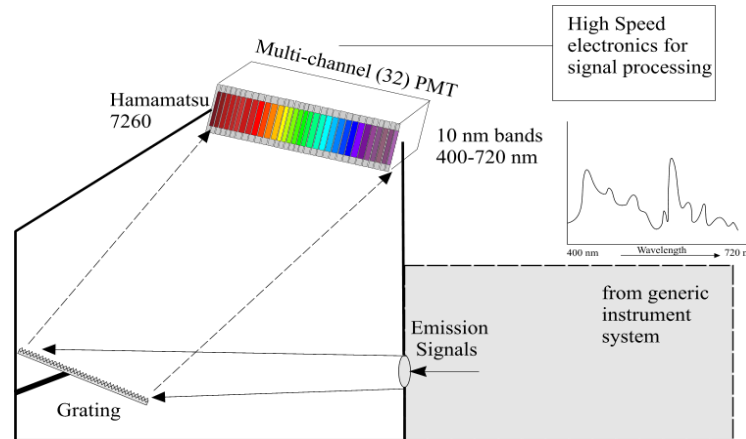 High Speed
electronics for
signal processing
Multi-channel (32) PMT
Hamamatsu
7260
10 nm bands
400-720 nm
400 nm
Wavelength
720 n
from generic
instrument
system
Emission
Signals
Grating